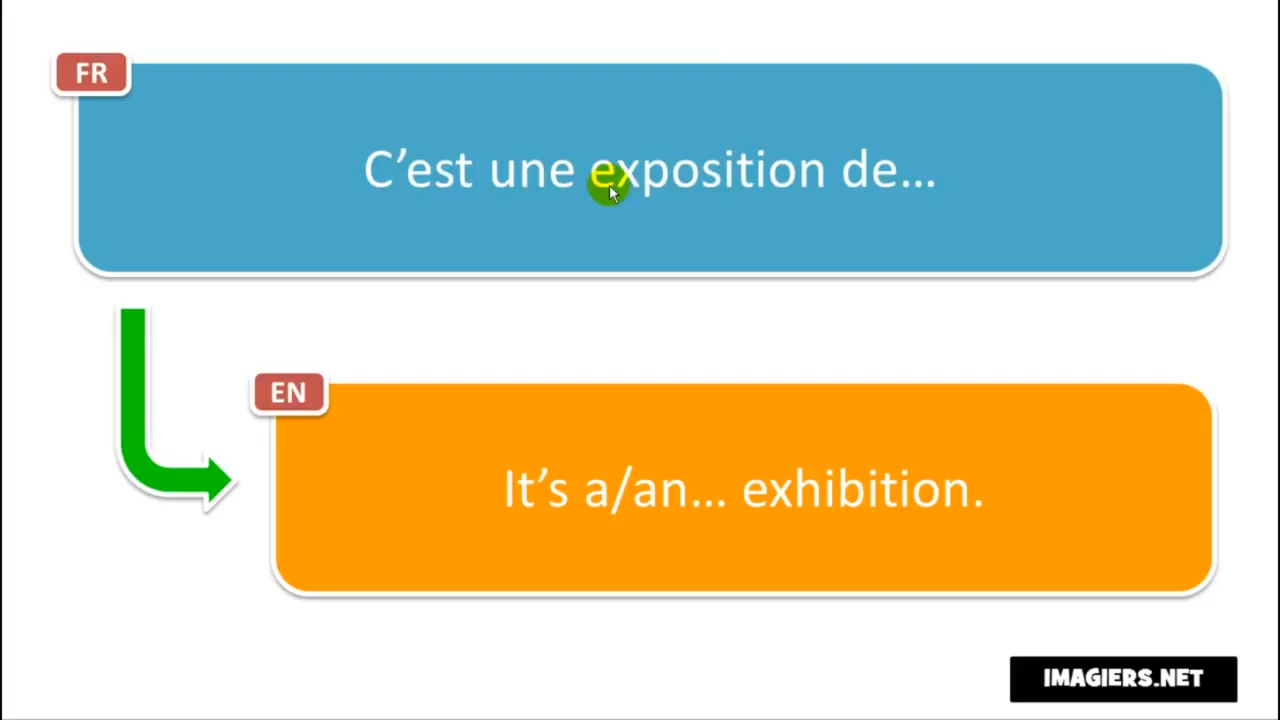 FR
C’est une exposition de...
EN
It’s a/an... exhibition.
IMAGIERS.NET